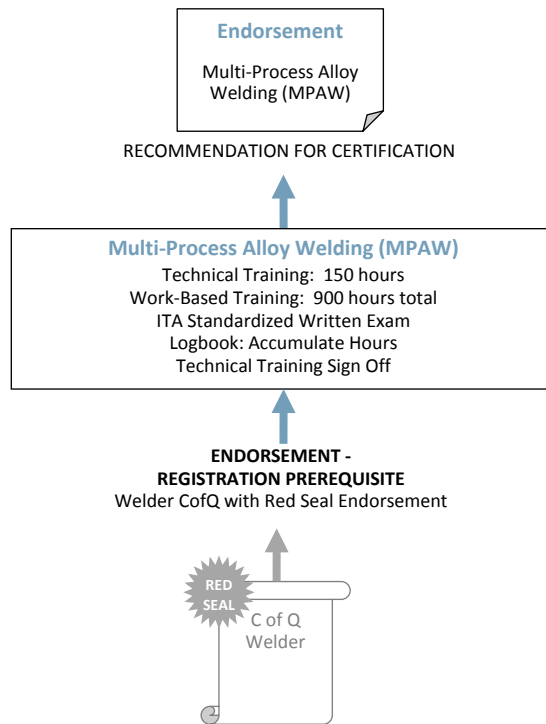 Endorsement
Multi-Process Alloy
Welding (MPAW)
RECOMMENDATION FOR CERTIFICATION
Multi-Process Alloy Welding (MPAW)
Technical Training: 150 hours
Work-Based Training: 900 hours total
ITA Standardized Written Exam
Logbook: Accumulate Hours
Technical Training Sign Off
ENDORSEMENT -
REGISTRATION PREREQUISITE
Welder CofQ with Red Seal Endorsement
RED
SEAL
C of Q
Welder